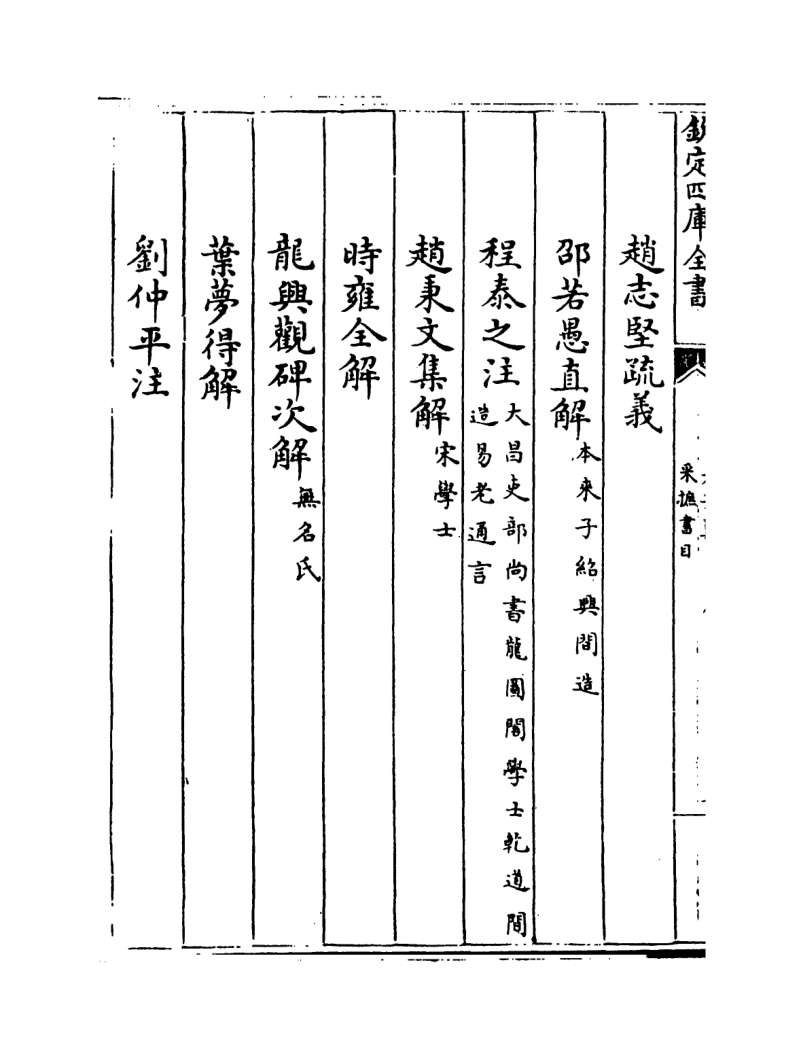 欽定四庫全書
采摭書目
趙志堅疏義
邵若愚直解本來子紹興間造
程泰之注大昌吏部尚書龍圖閣學士乾道間
造易老通言
趙秉文集解宋學士
時雍全解
龍興觀碑次解無名氏
葉夢得解
劉仲平注